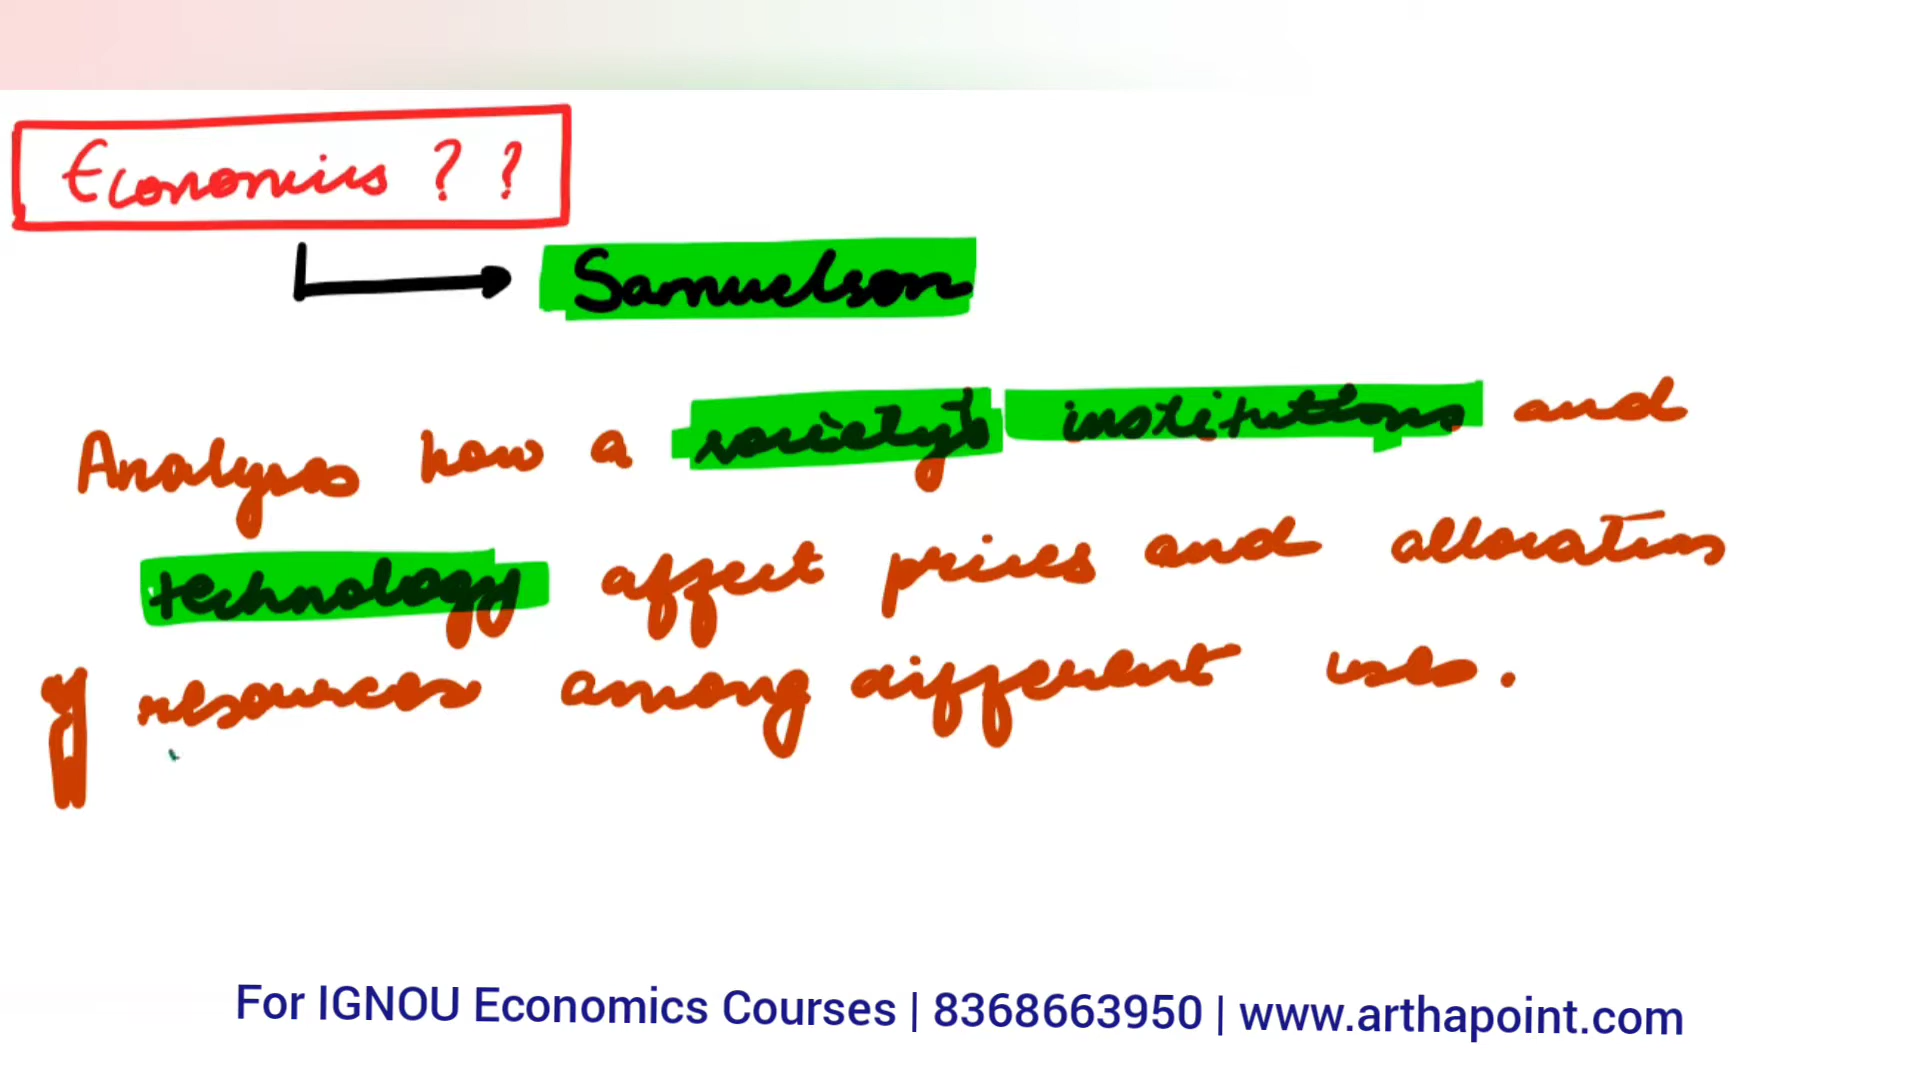 Economics ? ?
Samuelson
Analyses how a society's institutions and
technology affect prices and allocation
of resources among different uses.
For IGNOU Economics Courses | 8368663950 | www.arthapoint.com